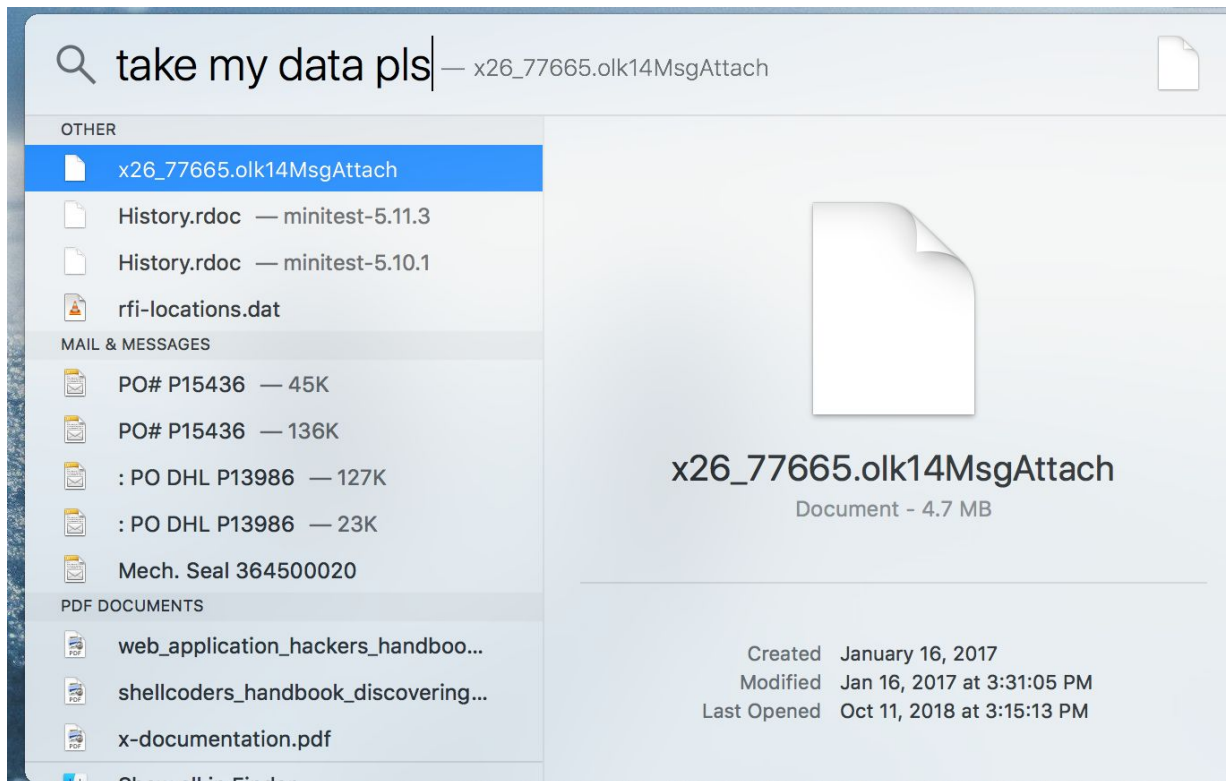 take my data pls — x26_77665.olk14MsgAttach
OTHER
x26_77665.olk14MsgAttach
History.rdoc — minitest-5.11.3
History.rdoc — minitest-5.10.1
rfi-locations.dat
MAIL & MESSAGES
PO# P15436 — 45K
PO# P15436 — 136K
: PO DHL P13986 — 127K
: PO DHL P13986 — 23K
Mech. Seal 364500020
PDF DOCUMENTS
web_application_hackers_handboo...
shellcoders_handbook_discovering...
x-documentation.pdf
x26_77665.olk14MsgAttach
Document - 4.7 MB
Created January 16, 2017
Modified Jan 16, 2017 at 3:31:05 PM
Last Opened Oct 11, 2018 at 3:15:13 PM